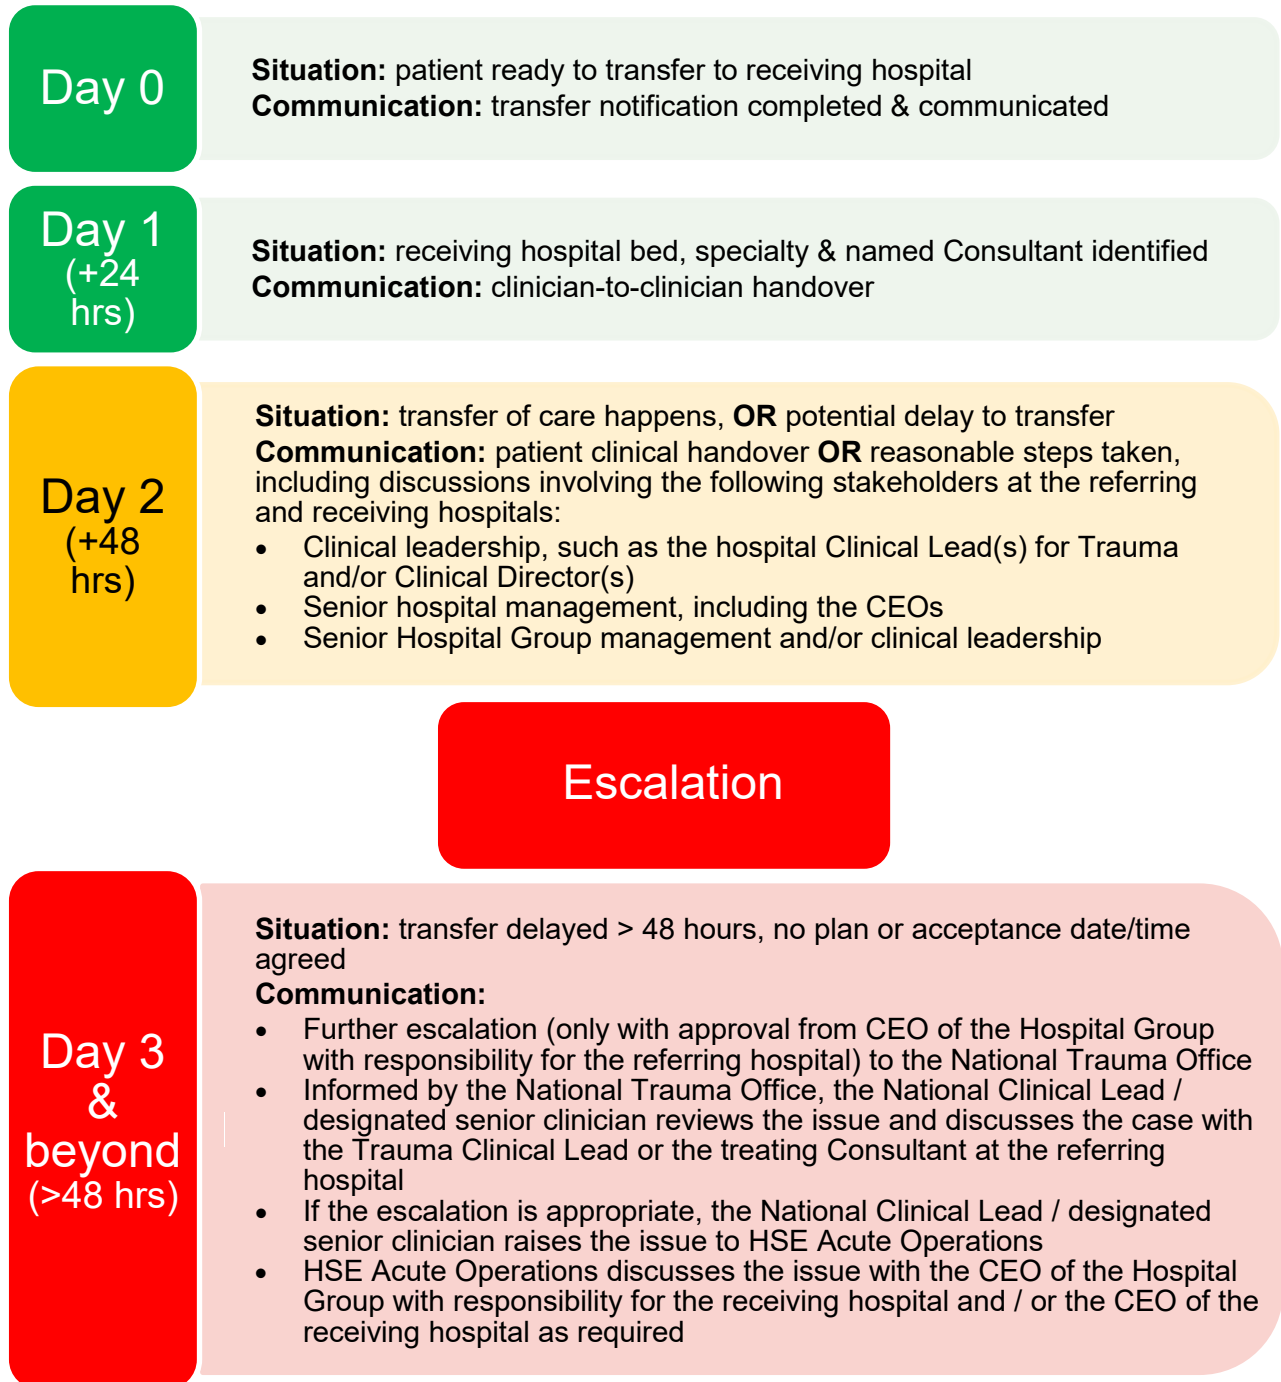 Day 0
Situation: patient ready to transfer to receiving hospital
Communication: transfer notification completed & communicated
Day 1
(+24
hrs)
Situation: receiving hospital bed, specialty & named Consultant identified
Communication: clinician-to-clinician handover
Day 2
(+48
hrs)
Situation: transfer of care happens, OR potential delay to transfer
Communication: patient clinical handover OR reasonable steps taken,
including discussions involving the following stakeholders at the referring
and receiving hospitals:
• Clinical leadership, such as the hospital Clinical Lead(s) for Trauma
and/or Clinical Director(s)
• Senior hospital management, including the CEOs
• Senior Hospital Group management and/or clinical leadership
Escalation
Day 3
&
beyond
(>48 hrs)
Situation: transfer delayed > 48 hours, no plan or acceptance date/time
agreed
Communication:
• Further escalation (only with approval from CEO of the Hospital Group
with responsibility for the referring hospital) to the National Trauma Office
• Informed by the National Trauma Office, the National Clinical Lead /
designated senior clinician reviews the issue and discusses the case with
the Trauma Clinical Lead or the treating Consultant at the referring
hospital
• If the escalation is appropriate, the National Clinical Lead / designated
senior clinician raises the issue to HSE Acute Operations
• HSE Acute Operations discusses the issue with the CEO of the Hospital
Group with responsibility for the receiving hospital and / or the CEO of the
receiving hospital as required